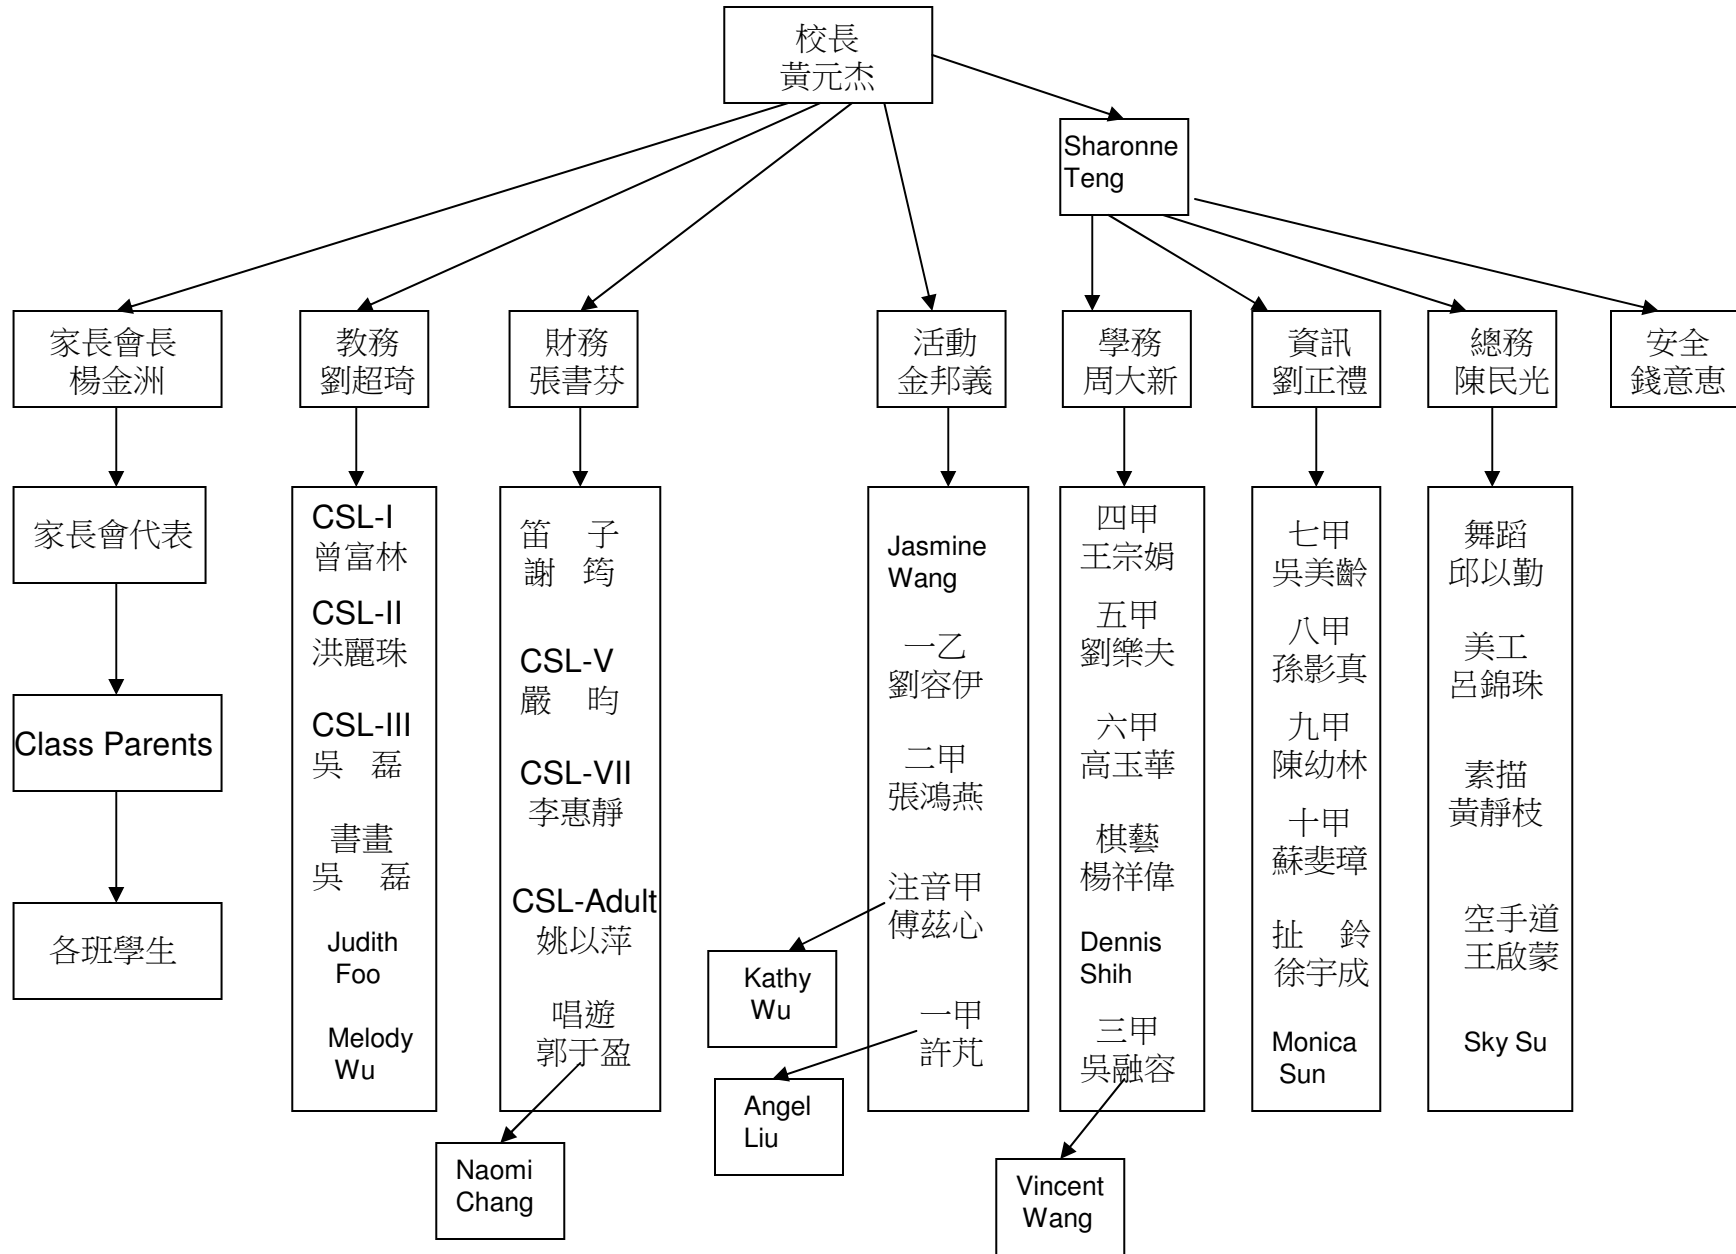 校長
黃元杰
Sharonne
Teng
家長會長
楊金洲
教務
劉超琦
財務
張書芬
活動
金邦義
學務
周大新
資訊
劉正禮
總務
陳民光
安全
錢意恵
家長會代表
Class Parents
各班學生
CSL-I
曾富林
CSL-II
洪麗珠
CSL-III
吳 磊
書畫
吳 磊
Judith
Foo
Melody
Wu
笛 子
謝 筠
CSL-V
嚴 昀
CSL-VII
李惠靜
CSL-Adult
姚以萍
唱遊
郭于盈
Naomi
Chang
Jasmine
Wang
一乙
劉容伊
二甲
張鴻燕
注音甲
傅茲心
Kathy
Wu
一甲
許芃
Angel
Liu
四甲
王宗娟
五甲
劉樂夫
六甲
高玉華
棋藝
楊祥偉
Dennis
Shih
三甲
吳融容
Vincent
Wang
七甲
吳美齡
八甲
孫影真
九甲
陳幼林
十甲
蘇斐璋
扯 鈴
徐宇成
Monica
Sun
舞蹈
邱以勤
美工
呂錦珠
素描
黃靜枝
空手道
王啟蒙
Sky Su